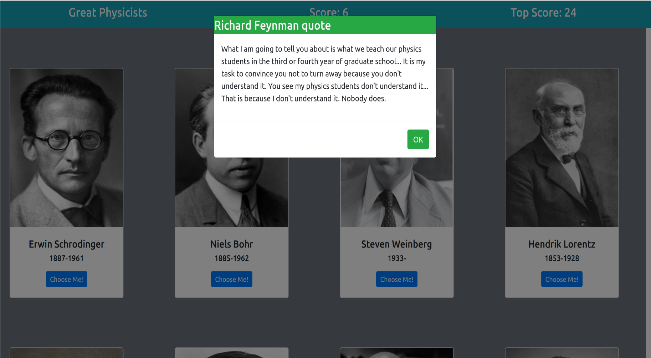 Great Physicists
Score: 6
Top Score: 24
Richard Feynman quote
What I am going to tell you about is what we teach our physics
students in the third or fourth year of graduate school... It is my
task to convince you not to turn away because you don't
understand it. You see my physics students don't understand it...
That is because I don't understand it. Nobody does.
OK
Erwin Schrodinger
1887-1961
Choose Me!
Niels Bohr
1885-1962
Choose Me!
Steven Weinberg
1933-
Choose Me!
Hendrik Lorentz
1853-1928
Choose Me!